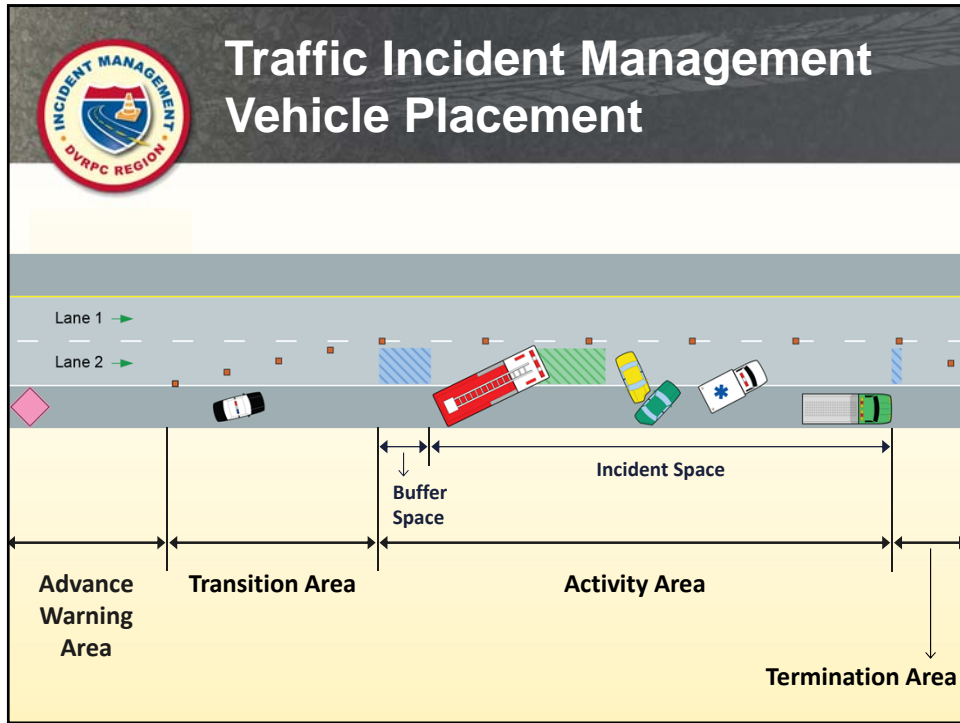 INCIDENT MANAGEMENT
DVRPC REGION
Traffic Incident Management
Vehicle Placement
Lane 1
Lane 2
Buffer
Space
Incident Space
Advance
Warning
Area
Transition Area
Activity Area
Termination Area